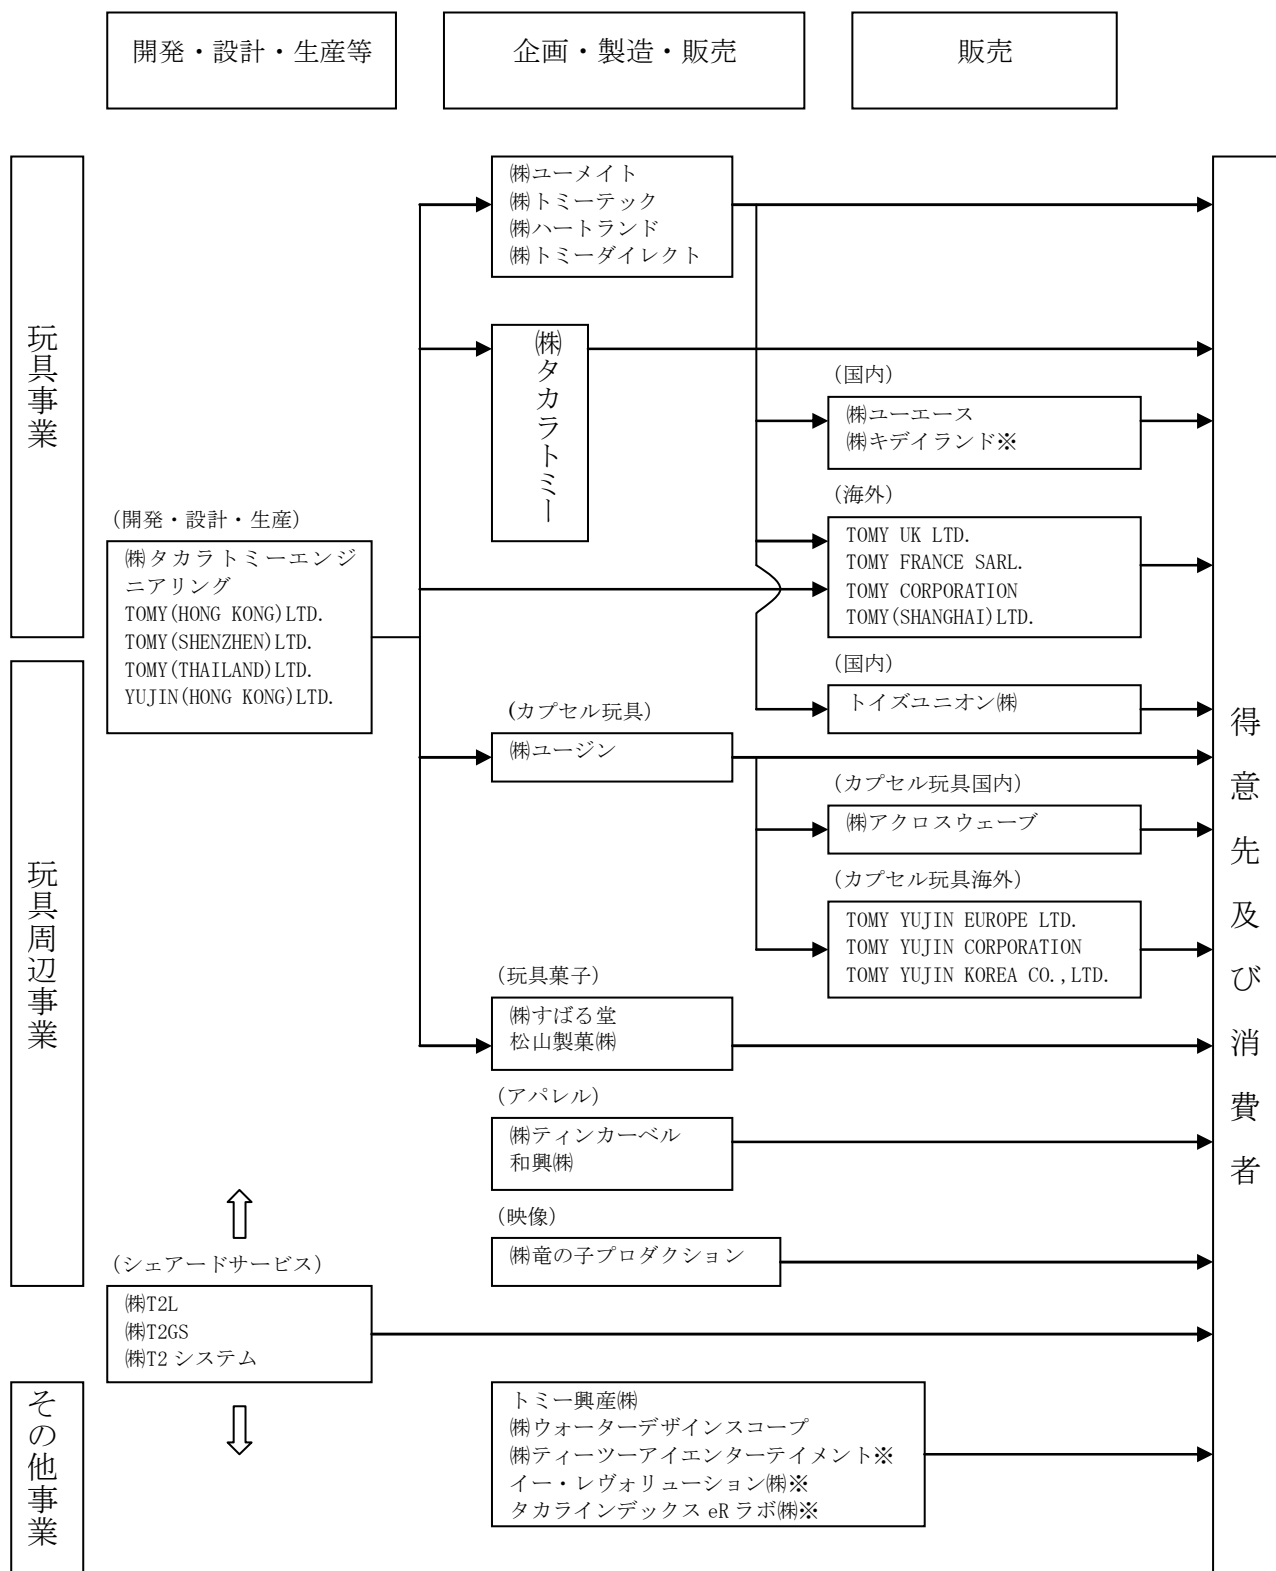 開発・設計・生産等
企画・製造・販売
販売
玩具事業
㈱ユーメイト
㈱トミーテック
㈱ハートランド
㈱トミーダイレクト
㈱タカラトミー
(国内)
㈱ユーエース
㈱キデイランド※
(海外)
TOMY UK LTD.
TOMY FRANCE SARL.
TOMY CORPORATION
TOMY(SHANGHAI)LTD.
(開発・設計・生産)
㈱タカラトミーエンジ
ニアリング
TOMY(HONG KONG)LTD.
TOMY(SHENZHEN)LTD.
TOMY(THAILAND)LTD.
YUJIN(HONG KONG)LTD.
(国内)
トイズユニオン㈱
玩具周辺事業
(カプセル玩具)
㈱ユージン
(カプセル玩具国内)
㈱アクロスウェーブ
(カプセル玩具海外)
TOMY YUJIN EUROPE LTD.
TOMY YUJIN CORPORATION
TOMY YUJIN KOREA CO.,LTD.
(玩具菓子)
㈱すばる堂
松山製菓㈱
(アパレル)
㈱ティンカーベル
和興㈱
(映像)
㈱竜の子プロダクション
(シェアードサービス)
㈱T2L
㈱T2GS
㈱T2システム
その他事業
トミー興産㈱
㈱ウォーターデザインスコープ
㈱ティーツーアイエンターテイメント※
イー・レヴォリューション㈱※
タカラインデックス eR ラボ㈱※
得意先及び消費者